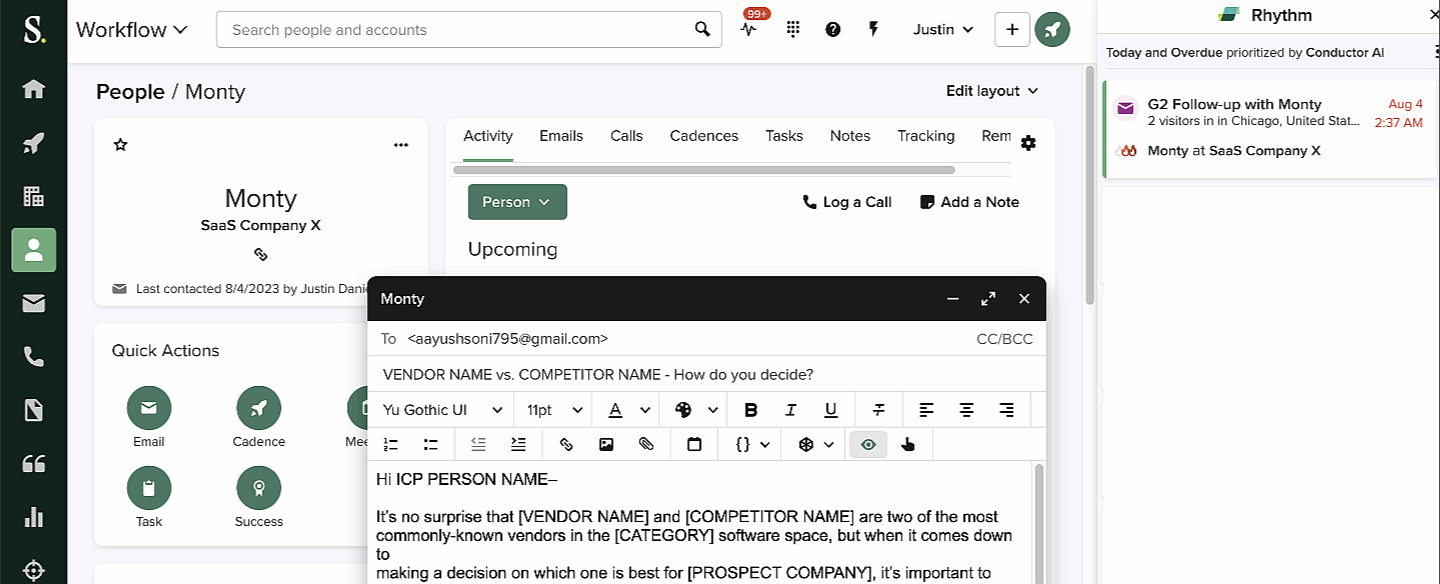 S.
Workflow
Search people and accounts
99+
Justin
Rhythm
Today and Overdue prioritized by Conductor AI
G2 Follow-up with Monty
Aug 4
2 visitors in in Chicago, United Stat...
2:37 AM
Monty at SaaS Company X
People / Monty
Edit layout
Monty
SaaS Company X
Last contacted 8/4/2023 by Justin
Activity
Emails
Calls
Cadences
Tasks
Notes
Tracking
Rem
Person
Log a Call
Add a Note
Upcoming
Quick Actions
Email
Cadence
Task
Success
Monty
To <aayushsoni795@gmail.com>
CC/BCC
VENDOR NAME vs. COMPETITOR NAME - How do you decide?
Yu Gothic UI
11pt
A
B
I
U
T
{}
Hi ICP PERSON NAME–
It's no surprise that [VENDOR NAME] and [COMPETITOR NAME] are two of the most
commonly-known vendors in the [CATEGORY] software space, but when it comes down
to
making a decision on which one is best for [PROSPECT COMPANY], it's important to